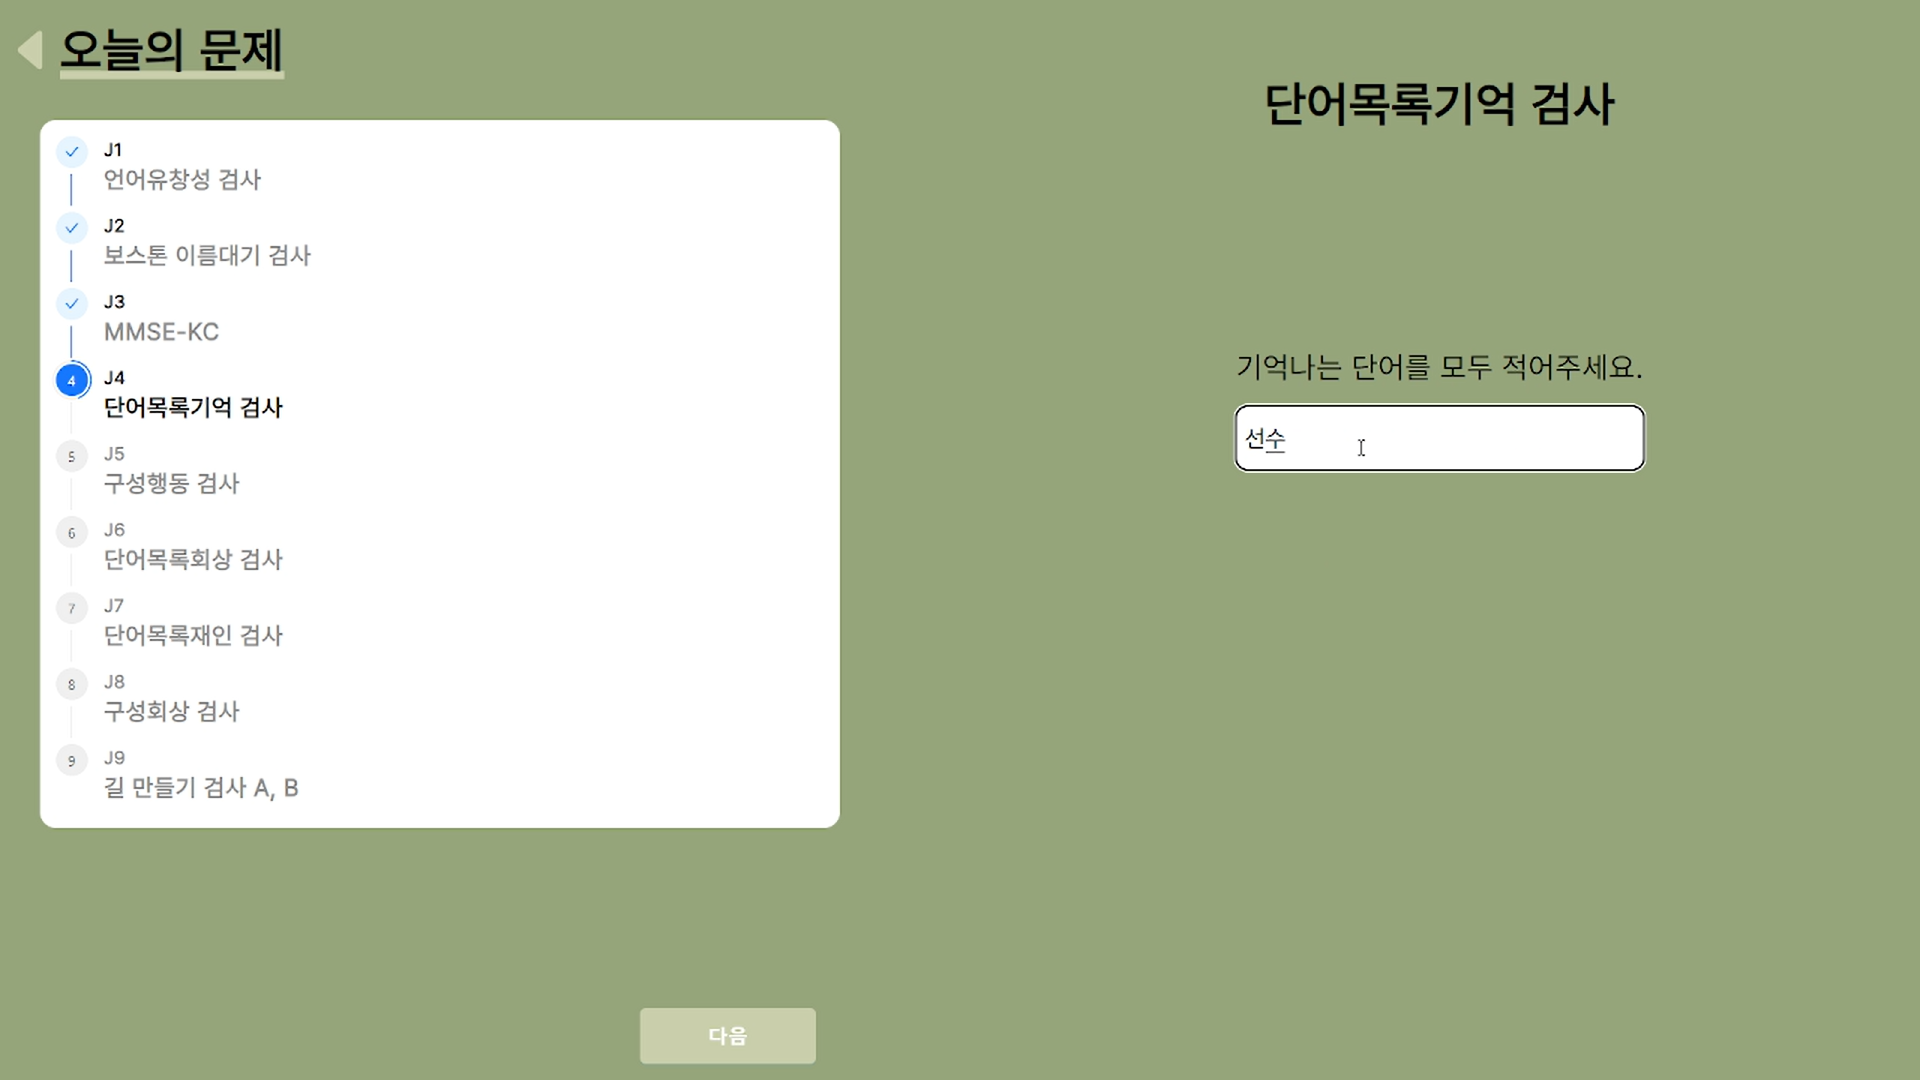 오늘의 문제
J1
언어유창성 검사
J2
보스톤 이름대기 검사
J3
MMSE-KC
4
J4
단어목록기억 검사
5
J5
구성행동 검사
6
J6
단어목록회상 검사
7
J7
단어목록재인 검사
8
J8
구성회상 검사
9
J9
길 만들기 검사 A, B
다음
단어목록기억 검사
기억나는 단어를 모두 적어주세요.
선수